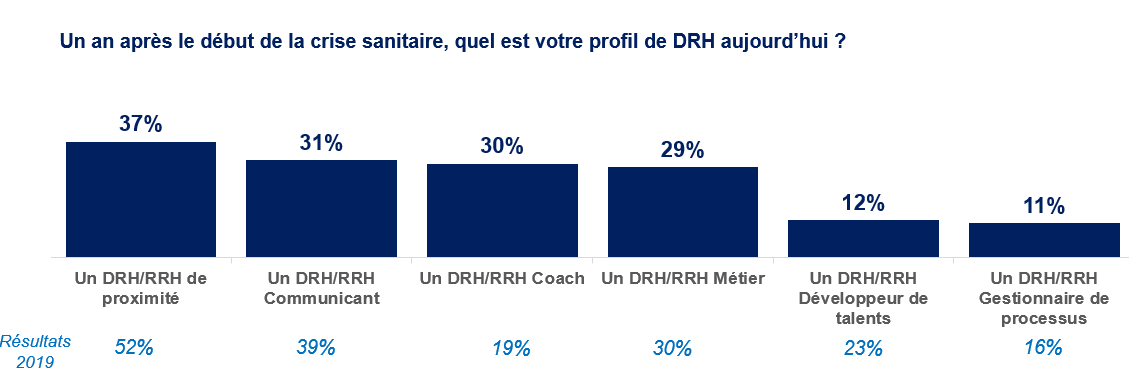 Un an après le début de la crise sanitaire, quel est votre profil de DRH aujourd’hui ?
37%
31%
30%
29%
12%
11%
Un DRH/RRH de
proximité
Un DRH/RRH
Communicant
Un DRH/RRH Coach
Un DRH/RRH Métier
Un DRH/RRH
Développeur de
talents
Un DRH/RRH
Gestionnaire de
processus
Résultats
2019
52%
39%
19%
30%
23%
16%